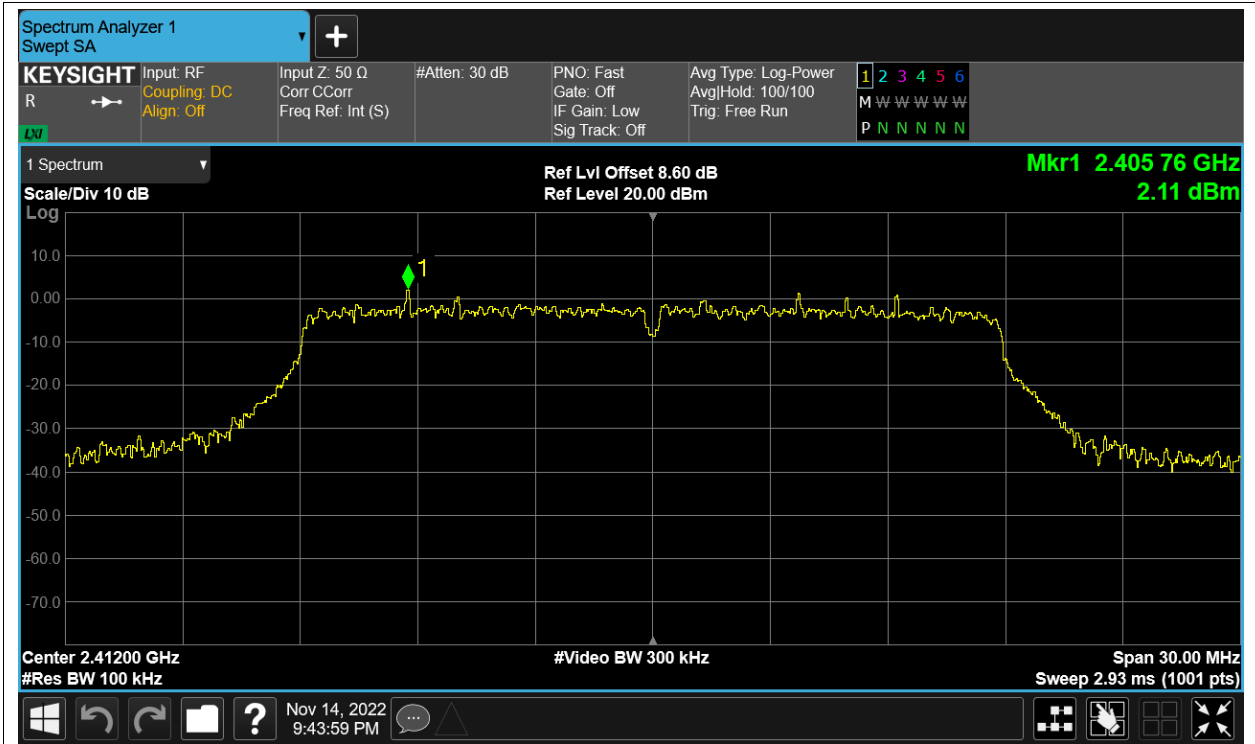 Spectrum Analyzer 1
Swept SA
+
KEYSIGHT
R
LXI
Input: RF
Coupling: DC
Align: Off
Input Z: 50 Ω
Corr CCorr
Freq Ref: Int (S)
#Atten: 30 dB
PNO: Fast
Gate: Off
IF Gain: Low
Sig Track: Off
Avg Type: Log-Power
Avg|Hold: 100/100
Trig: Free Run
1 2 3 4 5 6
M W W W W W W
P N N N N N N
1 Spectrum
Scale/Div 10 dB
Ref Lvl Offset 8.60 dB
Ref Level 20.00 dBm
Mkr1 2.405 76 GHz
2.11 dBm
Log
10.0
0.00
-10.0
-20.0
-30.0
-40.0
-50.0
-60.0
-70.0
1
Center 2.41200 GHz
#Video BW 300 kHz
Span 30.00 MHz
#Res BW 100 kHz
Sweep 2.93 ms (1001 pts)
?
Nov 14, 2022
9:43:59 PM